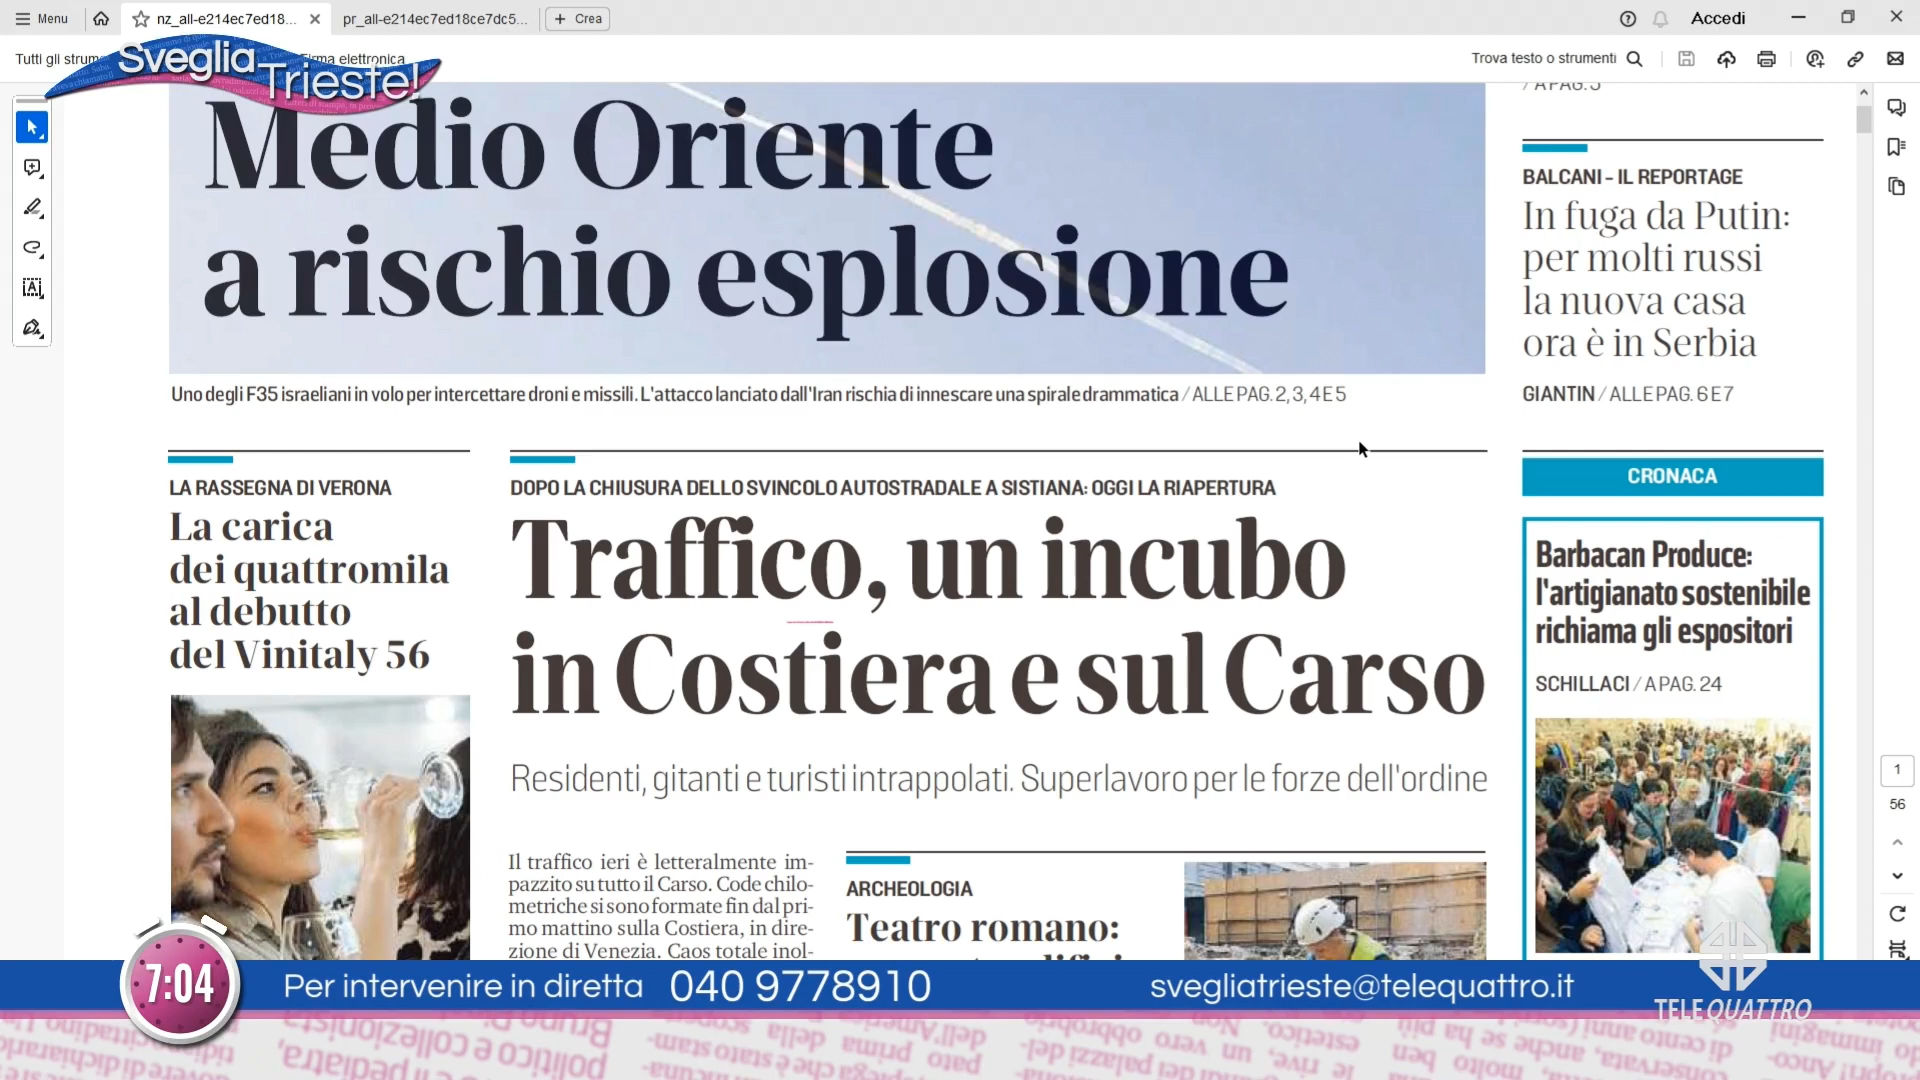 Menu
nz_all-e214ec7ed18...
pr_all-e214ec7ed18ce7dc5...
Crea
Accedi
Tutti gli strum
Firma elettronica
Trova testo o strumenti
Sveglia
Trieste!
Medio Oriente
a rischio esplosione
Uno degli F35 israeliani in volo per intercettare droni e missili. L'attacco lanciato dall'Iran rischia di innescare una spirale drammatica / ALLE PAG. 2, 3, 4 E 5
/ A PAG. 5
BALCANI - IL REPORTAGE
In fuga da Putin:
per molti russi
la nuova casa
ora è in Serbia
GIANTIN / ALLE PAG. 6 E 7
LA RASSEGNA DI VERONA
La carica
dei quattromila
al debutto
del Vinitaly 56
DOPO LA CHIUSURA DELLO SVINCOLO AUTOSTRADALE A SISTIANA: OGGI LA RIAPERTURA
Traffico, un incubo
in Costiera e sul Carso
Residenti, gitanti e turisti intrappolati. Superlavoro per le forze dell'ordine
Il traffico ieri è letteralmente im-
pazzito su tutto il Carso. Code chilo-
metriche si sono formate fin dal pri-
mo mattino sulla Costiera, in dire-
zione di Venezia. Caos totale inol-
ARCHEOLOGIA
Teatro romano:
CRONACA
Barbacan Produce:
l'artigianato sostenibile
richiama gli espositori
SCHILLACI / A PAG. 24
1
56
7:04
Per intervenire in diretta 040 9778910
svegliatrieste@telequattro.it
TELEQUATTRO